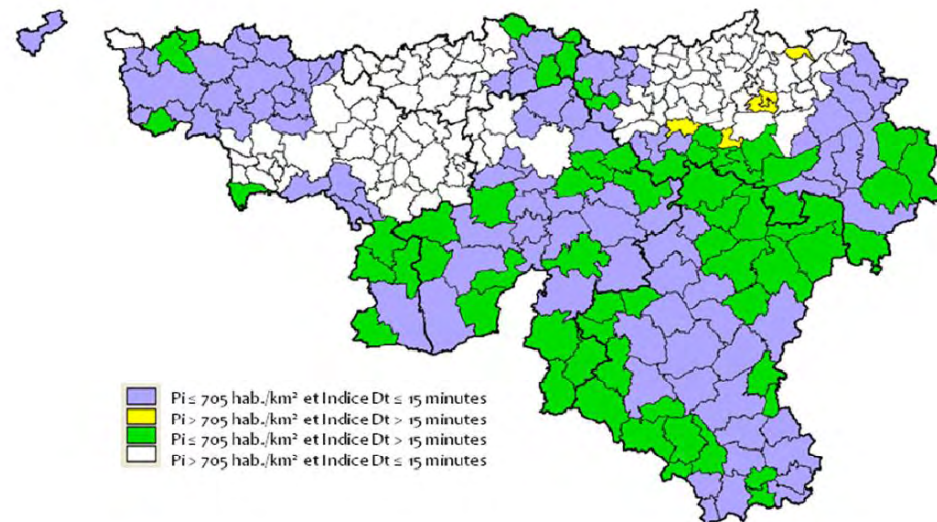 Pi ≤ 705 hab./km² et Indice Dt ≤ 15 minutes
Pi > 705 hab./km² et Indice Dt > 15 minutes
Pi ≤ 705 hab./km² et Indice Dt > 15 minutes
Pi > 705 hab./km² et Indice Dt ≤ 15 minutes